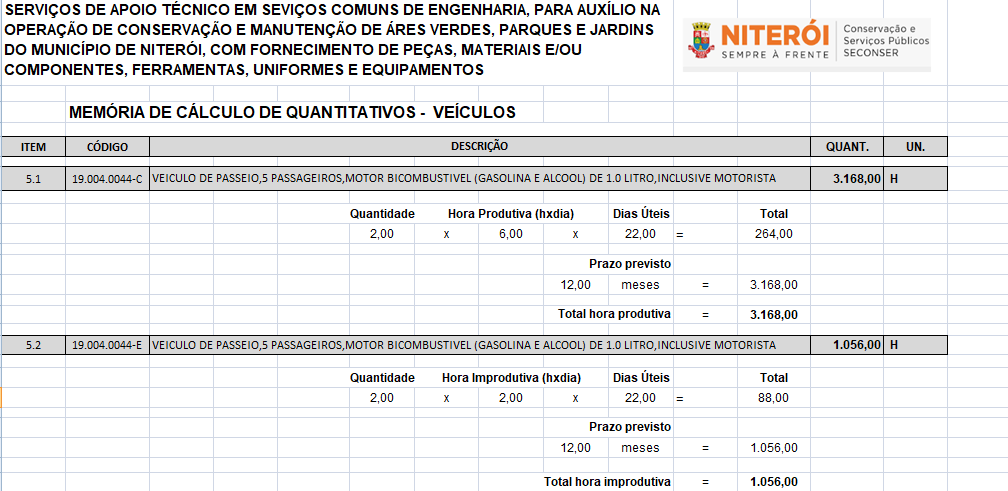 SERVIÇOS DE APOIO TÉCNICO EM SEVIÇOS COMUNS DE ENGENHARIA, PARA AUXÍLIO NA
OPERAÇÃO DE CONSERVAÇÃO E MANUTENÇÃO DE ÁRES VERDES, PARQUES E JARDINS
DO MUNICÍPIO DE NITERÓI, COM FORNECIMENTO DE PEÇAS, MATERIAIS E/OU
COMPONENTES, FERRAMENTAS, UNIFORMES E EQUIPAMENTOS
NITERÓI
SEMPRE À FRENTE
Conservação e
Serviços Públicos
SECONSER
MEMÓRIA DE CÁLCULO DE QUANTITATIVOS - VEÍCULOS
ITEM CÓDIGO DESCRIÇÃO QUANT. UN.
5.1 19.004.0044-C VEICULO DE PASSEIO,5 PASSAGEIROS,MOTOR BICOMBUSTIVEL (GASOLINA E ALCOOL) DE 1.0 LITRO,INCLUSIVE MOTORISTA 3.168,00 H
Quantidade Hora Produtiva (hxdia) Dias Úteis Total
2,00 x 6,00 x 22,00 = 264,00
Prazo previsto
12,00 meses = 3.168,00
Total hora produtiva = 3.168,00
5.2 19.004.0044-E VEICULO DE PASSEIO,5 PASSAGEIROS,MOTOR BICOMBUSTIVEL (GASOLINA E ALCOOL) DE 1.0 LITRO,INCLUSIVE MOTORISTA 1.056,00 H
Quantidade Hora Improdutiva (hxdia) Dias Úteis Total
2,00 x 2,00 x 22,00 = 88,00
Prazo previsto
12,00 meses = 1.056,00
Total hora improdutiva = 1.056,00